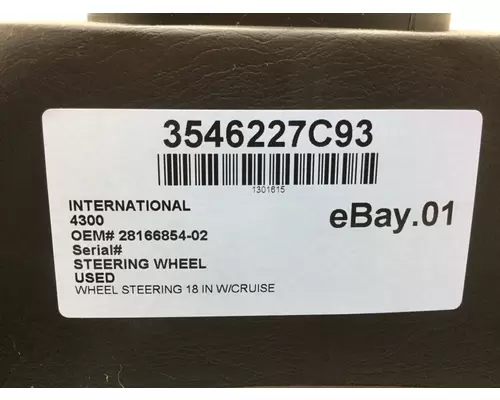 3546227C93
1301615
INTERNATIONAL
4300
OEM# 28166854-02
Serial#
STEERING WHEEL
USED
WHEEL STEERING 18 IN W/CRUISE
eBay.01